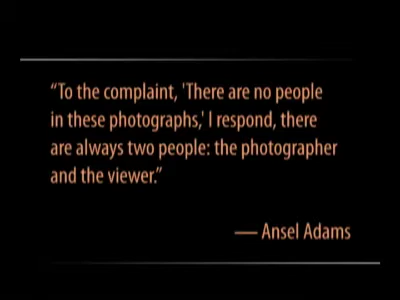 “To the complaint, 'There are no people
in these photographs,' I respond, there
are always two people: the photographer
and the viewer.”
— Ansel Adams